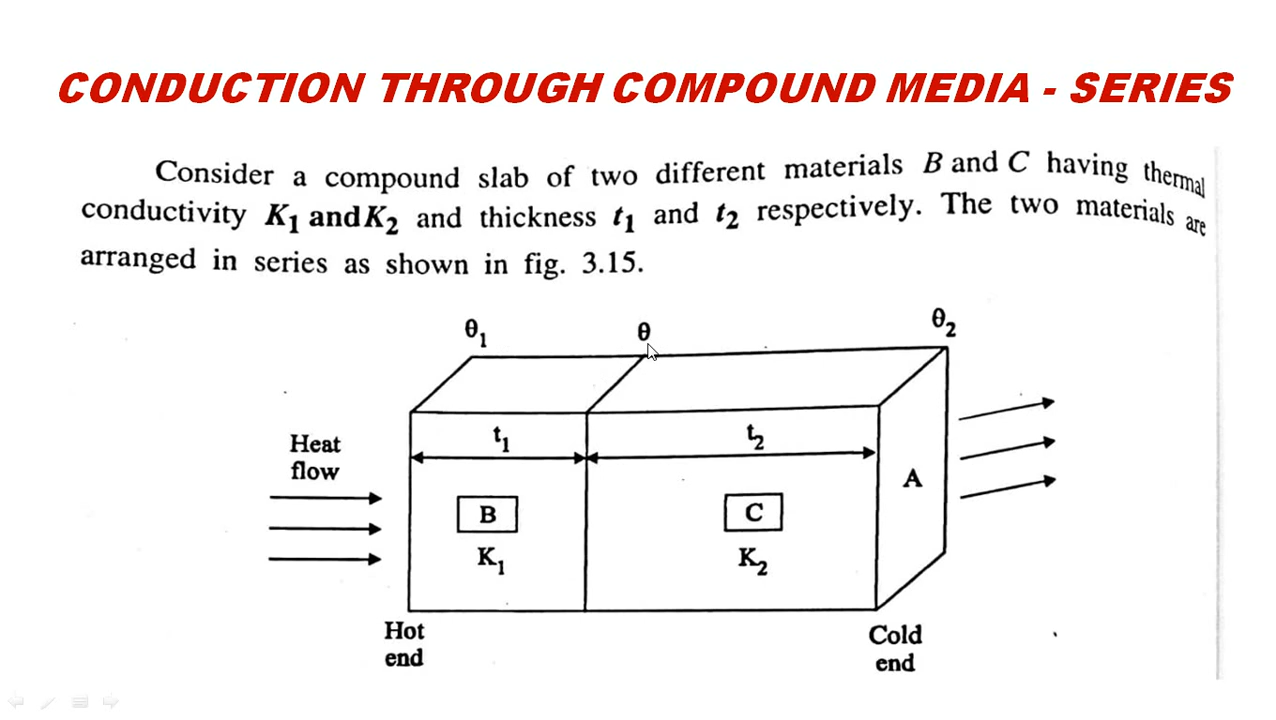 CONDUCTION THROUGH COMPOUND MEDIA - SERIES
Consider a compound slab of two different materials B and C having thermal
conductivity K₁ and K₂ and thickness t₁ and t₂ respectively. The two materials are
arranged in series as shown in fig. 3.15.
θ₁ θ θ₂
t₁ t₂
Heat
flow
A
B C
K₁ K₂
Hot
end
Cold
end